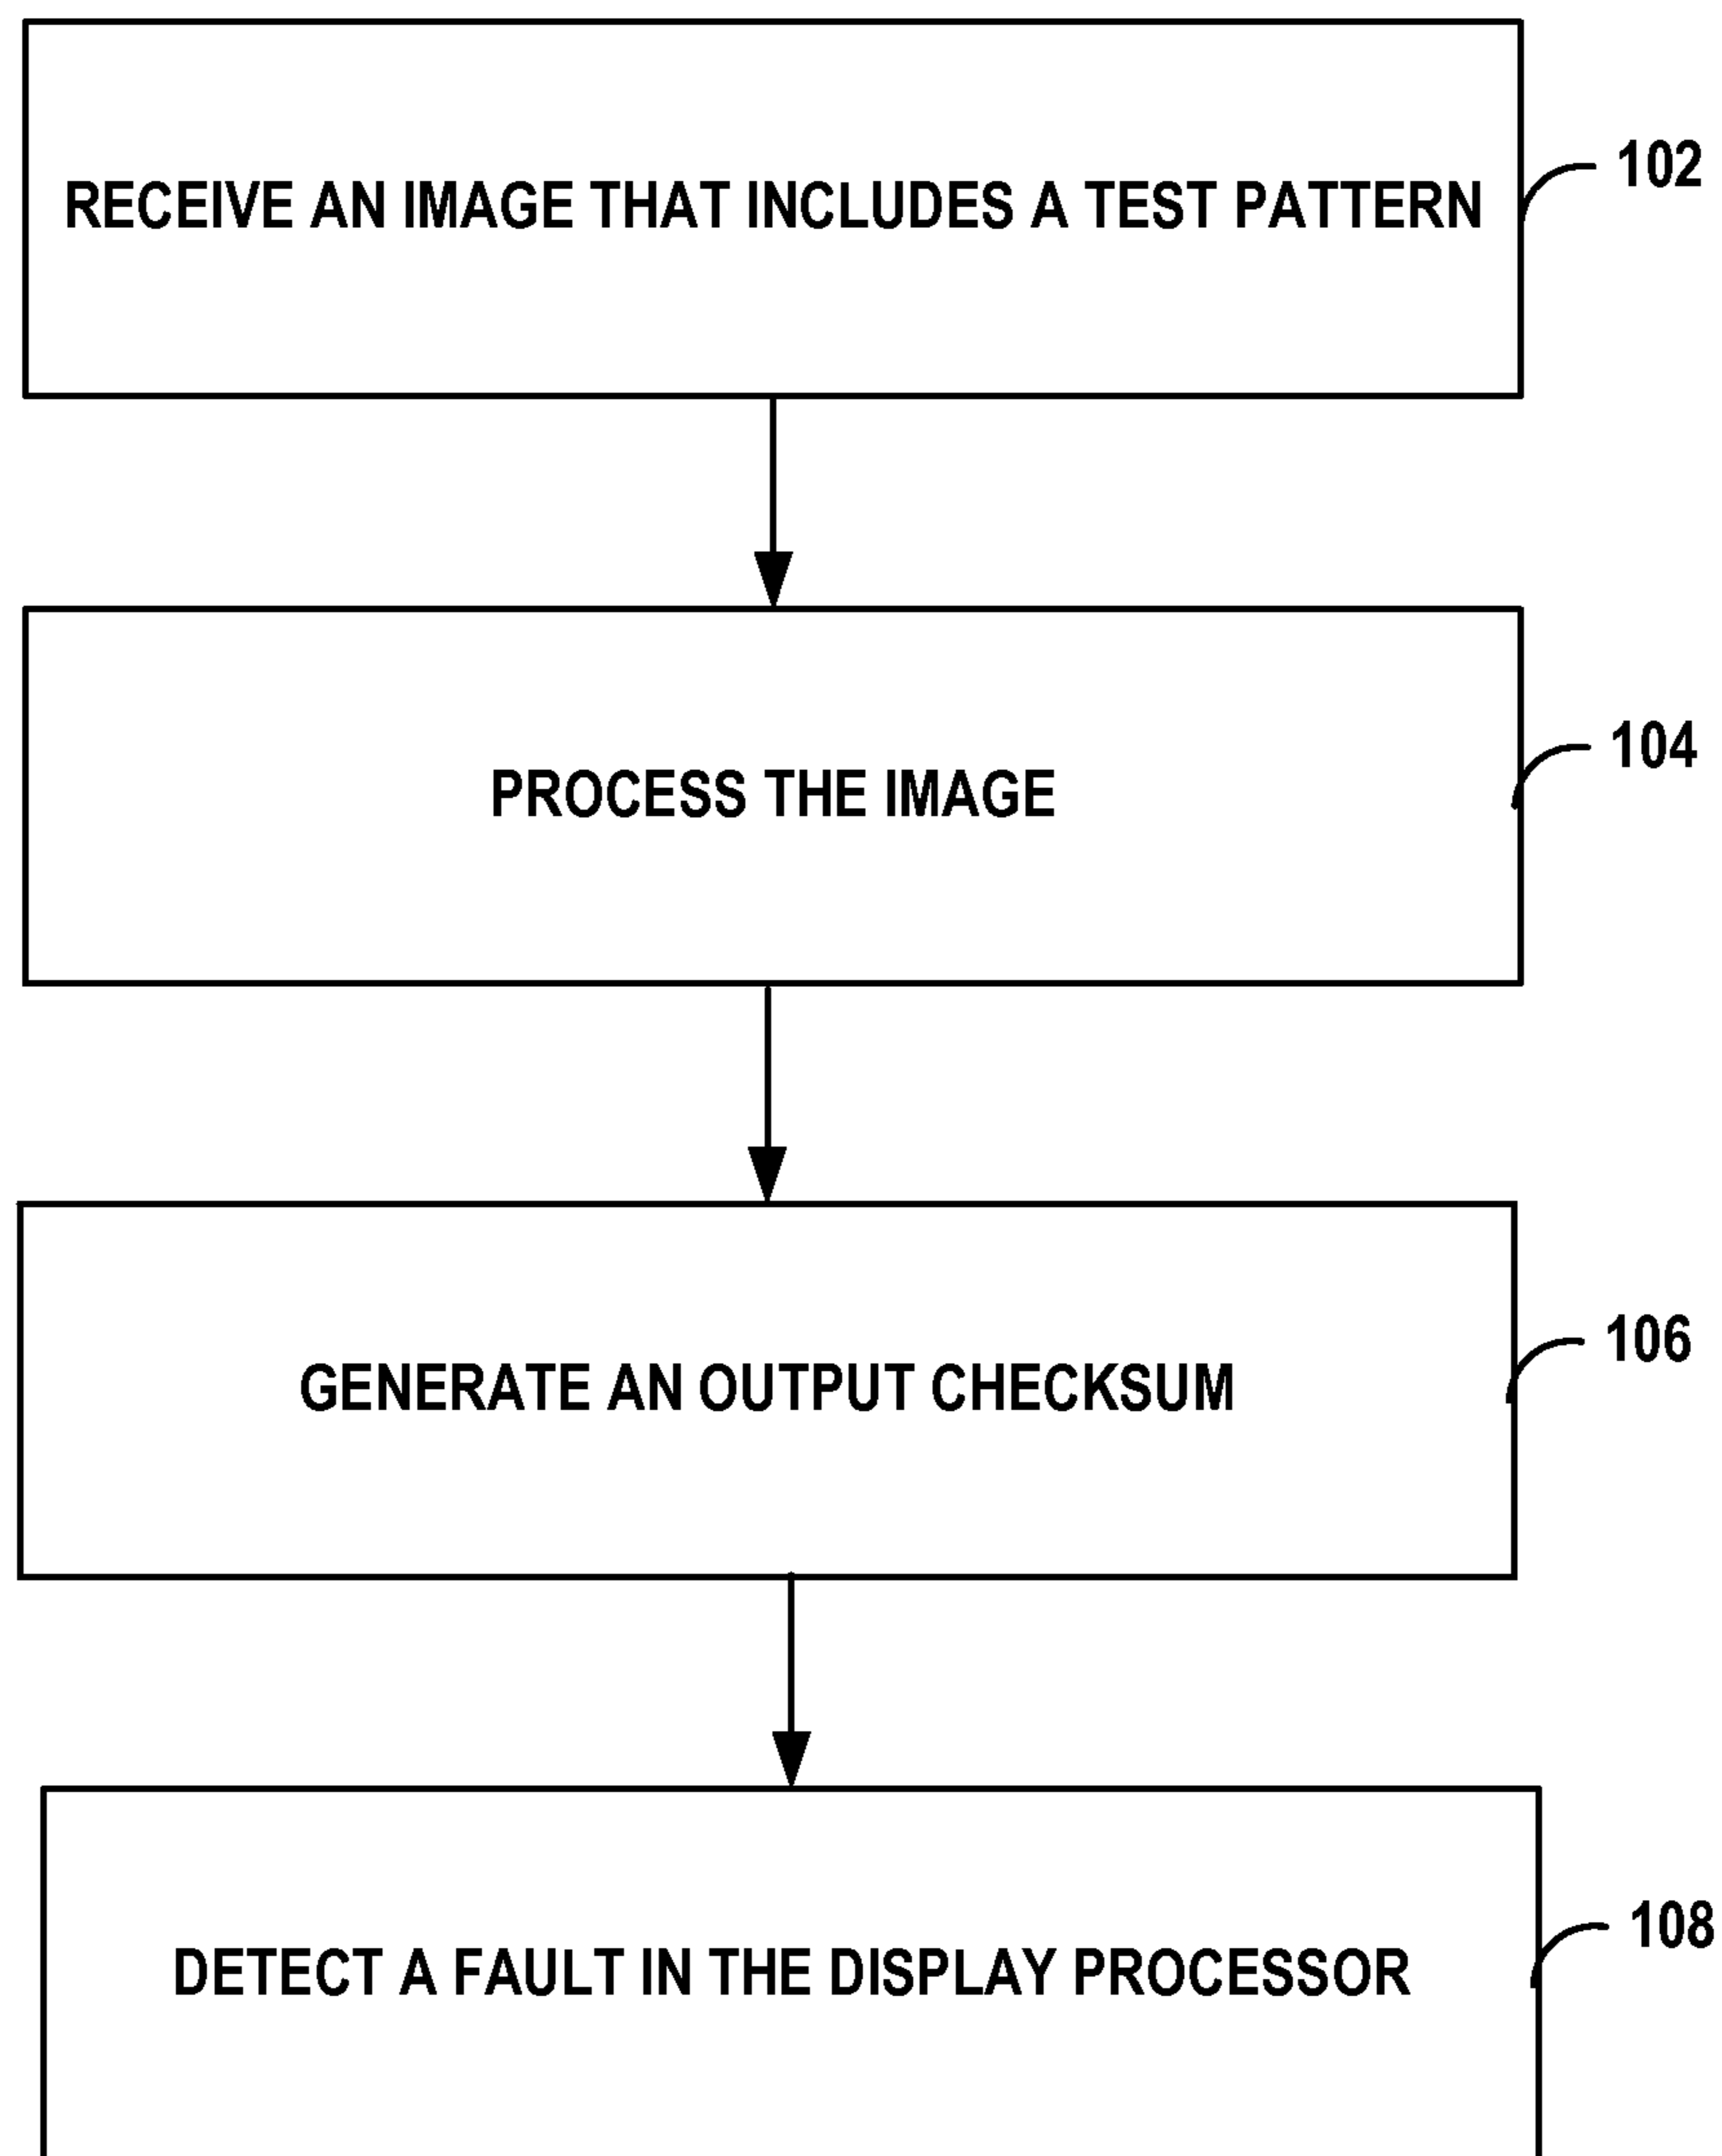 RECEIVE AN IMAGE THAT INCLUDES A TEST PATTERN
102
PROCESS THE IMAGE
104
GENERATE AN OUTPUT CHECKSUM
106
DETECT A FAULT IN THE DISPLAY PROCESSOR
108